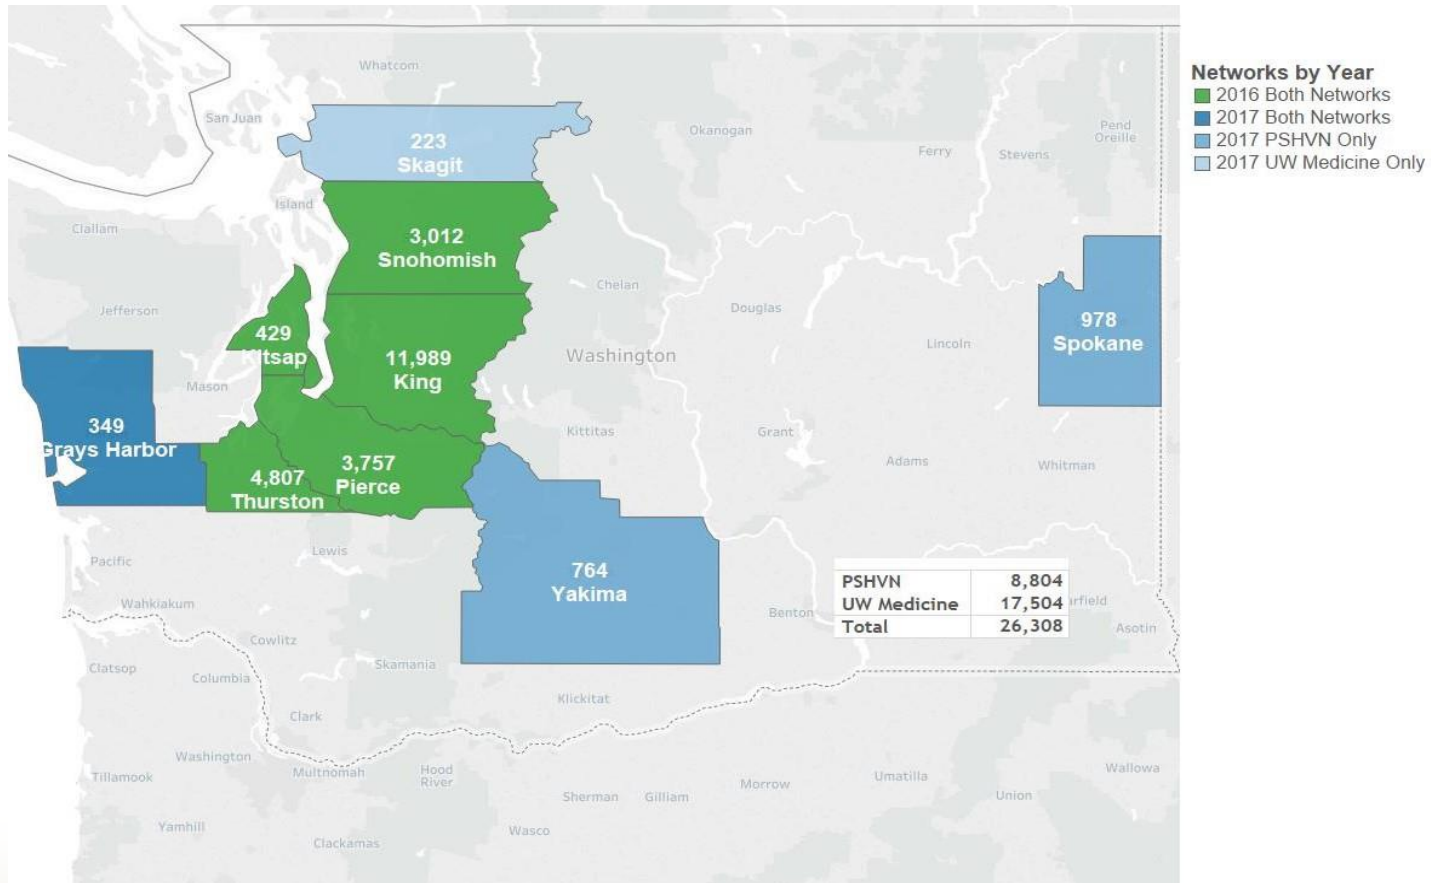 Networks by Year
2016 Both Networks
2017 Both Networks
2017 PSHVN Only
2017 UW Medicine Only
Whatcom
San Juan
Okanogan
Pend
Oreille
Ferry
Stevens
223
Skagit
Island
Clallam
3,012
Snohomish
Chelan
Jefferson
Douglas
429
Kitsap
11,989
King
Washington
Lincoln
978
Spokane
Mason
349
Grays Harbor
Kittitas
Grant
Adams
Whitman
4,807
Thurston
3,757
Pierce
Lewis
Pacific
764
Yakima
Wahkiakum
Benton
PSHVN 8,804
UW Medicine 17,504
Total 26,308
arfield
Asotin
Cowlitz
Clatsop
Columbia
Skamania
Klickitat
Clark
Washington
Tillamook
Multnomah
Hood
River
Sherman
Gilliam
Morrow
Umatilla
Union
Wallowa
Yamhill
Clackamas
Wasco